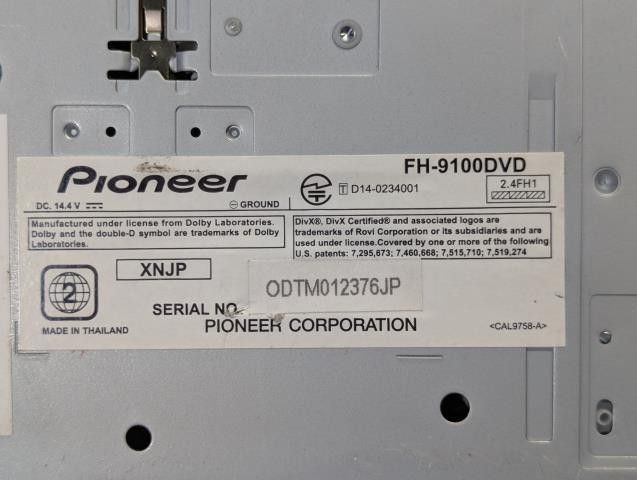 Pioneer
FH-9100DVD
DC. 14.4 V
GROUND
T D14-0234001
2.4FH1
Manufactured under license from Dolby Laboratories.
Dolby and the double-D symbol are trademarks of Dolby
Laboratories.
DivX®, DivX Certified® and associated logos are
trademarks of Rovi Corporation or its subsidiaries and are
used under license.Covered by one or more of the following
U.S. patents: 7,295,673; 7,460,668; 7,515,710; 7,519,274
XNJP
2
SERIAL NO.
ODTM012376JP
MADE IN THAILAND
PIONEER CORPORATION
<CAL9758-A>